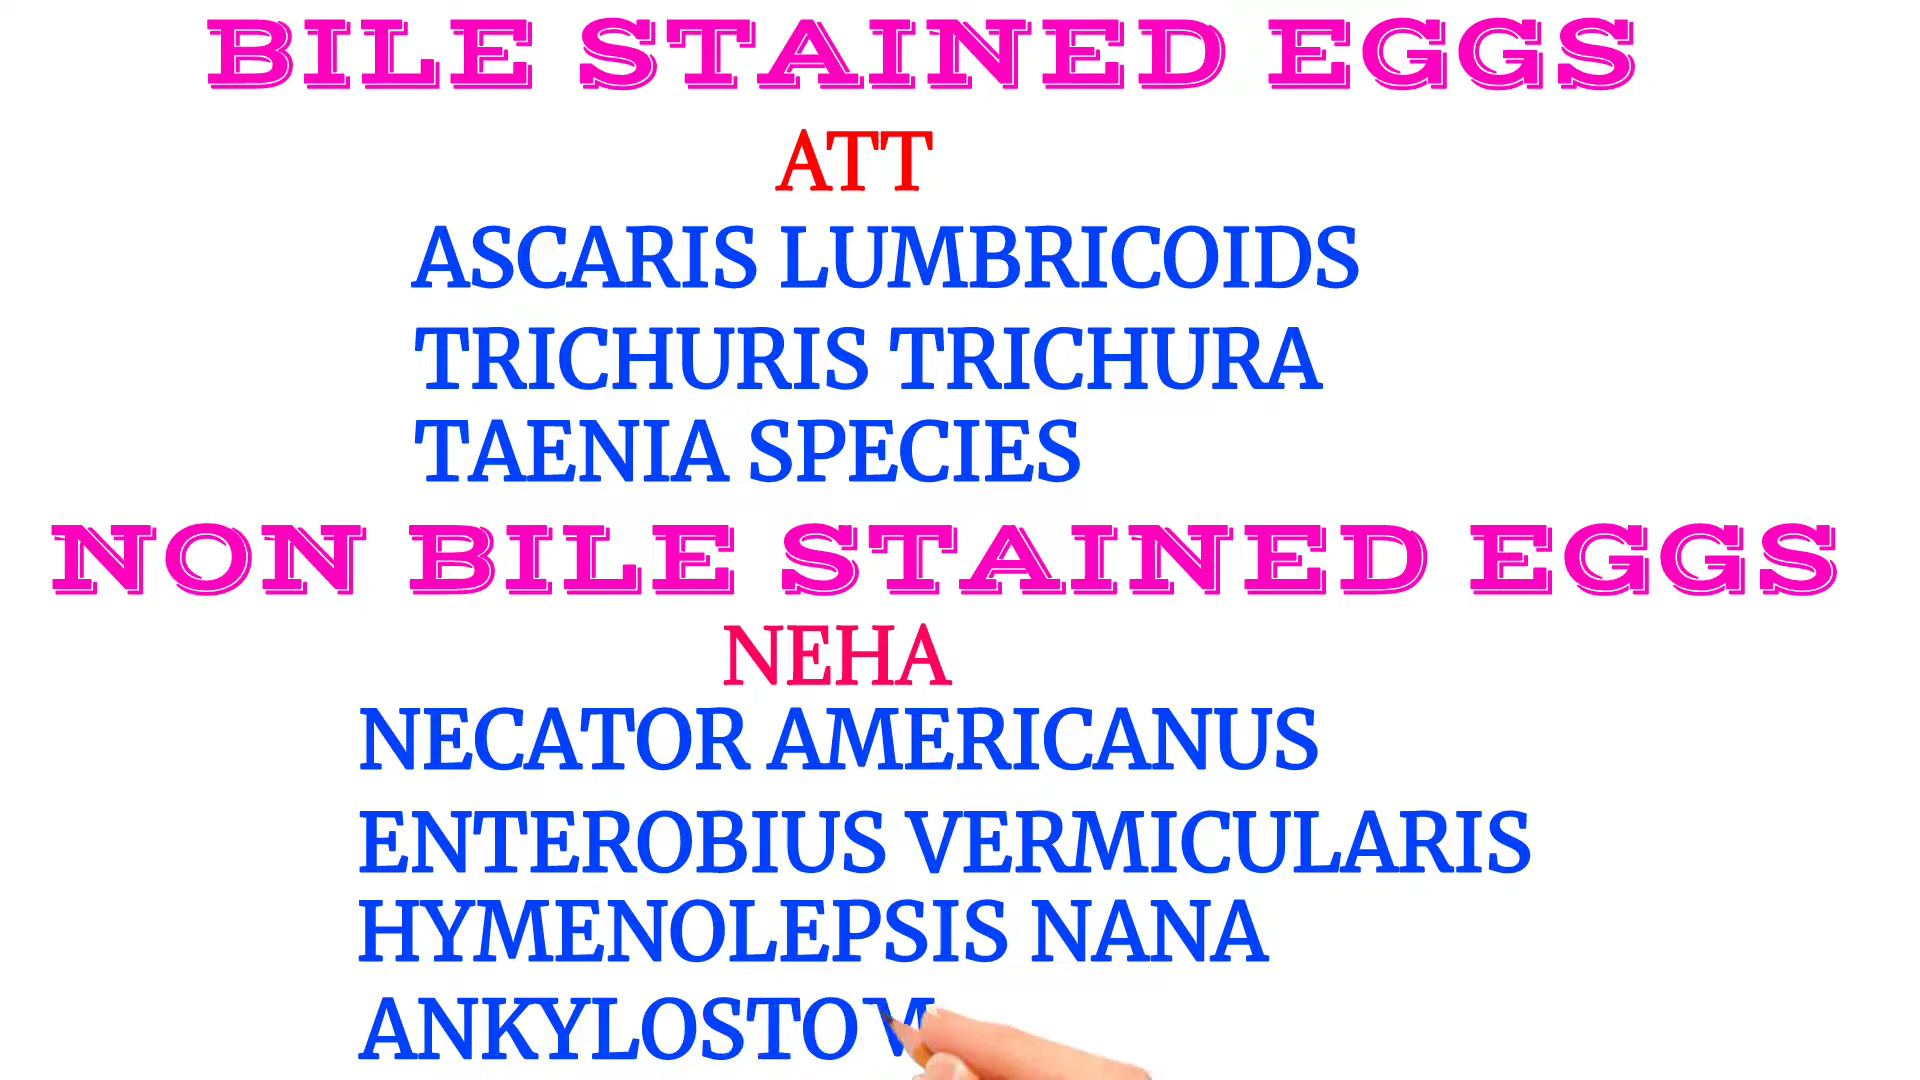 BILE STAINED EGGS
ATT
ASCARIS LUMBRICOIDS
TRICHURIS TRICHURA
TAENIA SPECIES
NON BILE STAINED EGGS
NEHA
NECATOR AMERICANUS
ENTEROBIUS VERMICULARIS
HYMENOLEPSIS NANA